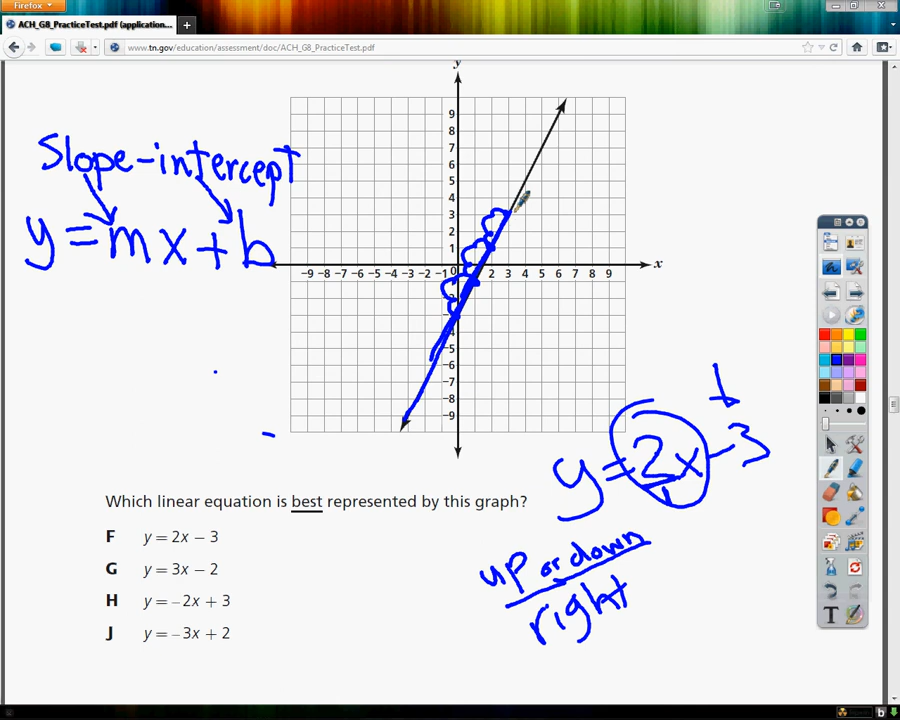 Firefox
ACH_G8_PracticeTest.pdf (application...
www.tn.gov/education/assessment/doc/ACH_G8_PracticeTest.pdf
y
9
8
7
6
5
4
3
2
1
-9 -8 -7 -6 -5 -4 -3 -2 -1 0 1 2 3 4 5 6 7 8 9 x
-2
-3
-4
-5
-6
-7
-8
-9
Slope-intercept
y=mx+b
y=2x-3
up or down
right
Which linear equation is best represented by this graph?
F y = 2x − 3
G y = 3x − 2
H y = −2x + 3
J y = −3x + 2
T